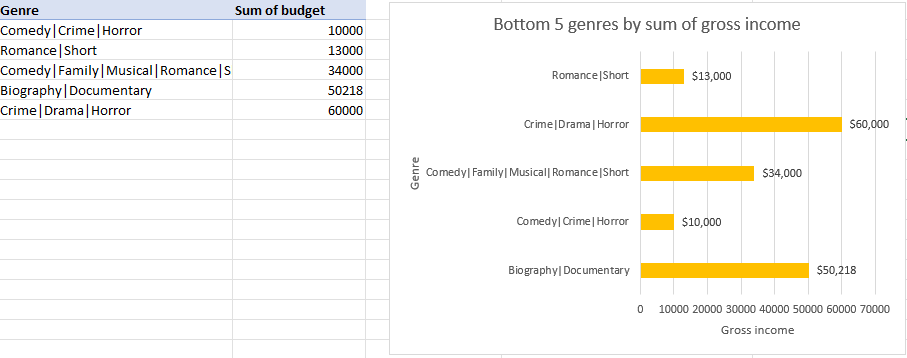 Genre Sum of budget
Comedy|Crime|Horror 10000
Romance|Short 13000
Comedy|Family|Musical|Romance|S 34000
Biography|Documentary 50218
Crime|Drama|Horror 60000
Bottom 5 genres by sum of gross income
Romance|Short $13,000
Crime|Drama|Horror $60,000
Genre
Comedy|Family|Musical|Romance|Short $34,000
Comedy|Crime|Horror $10,000
Biography|Documentary $50,218
0 10000 20000 30000 40000 50000 60000 70000
Gross income